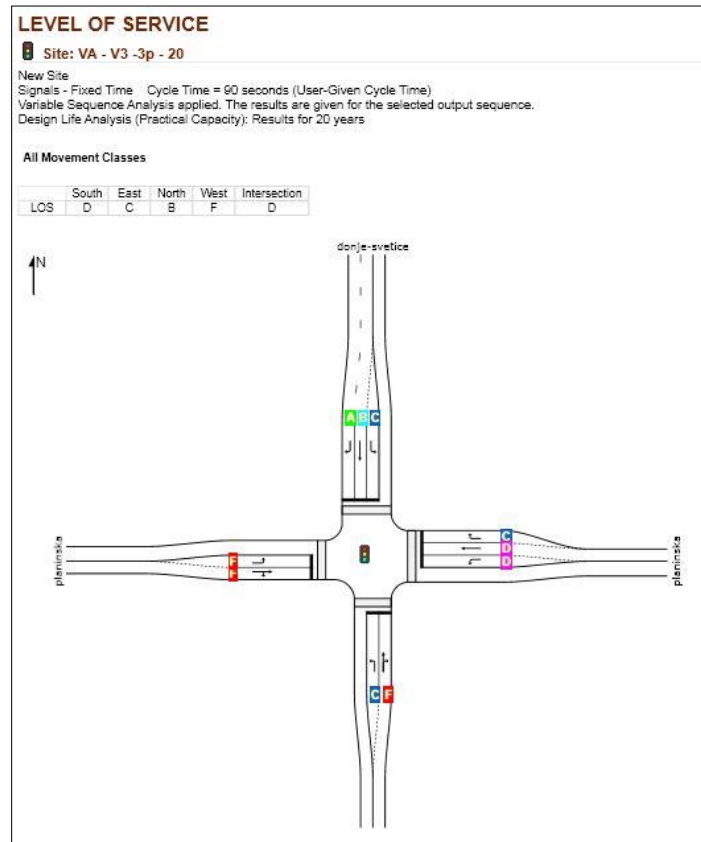 LEVEL OF SERVICE
Site: VA - V3 -3p - 20
New Site
Signals - Fixed Time    Cycle Time = 90 seconds (User-Given Cycle Time)
Variable Sequence Analysis applied. The results are given for the selected output sequence.
Design Life Analysis (Practical Capacity): Results for 20 years
All Movement Classes
South East North West Intersection
LOS D C B F D
donje-svetice
N
A B C
C
D
D
planinska
planinska
F
F
C F